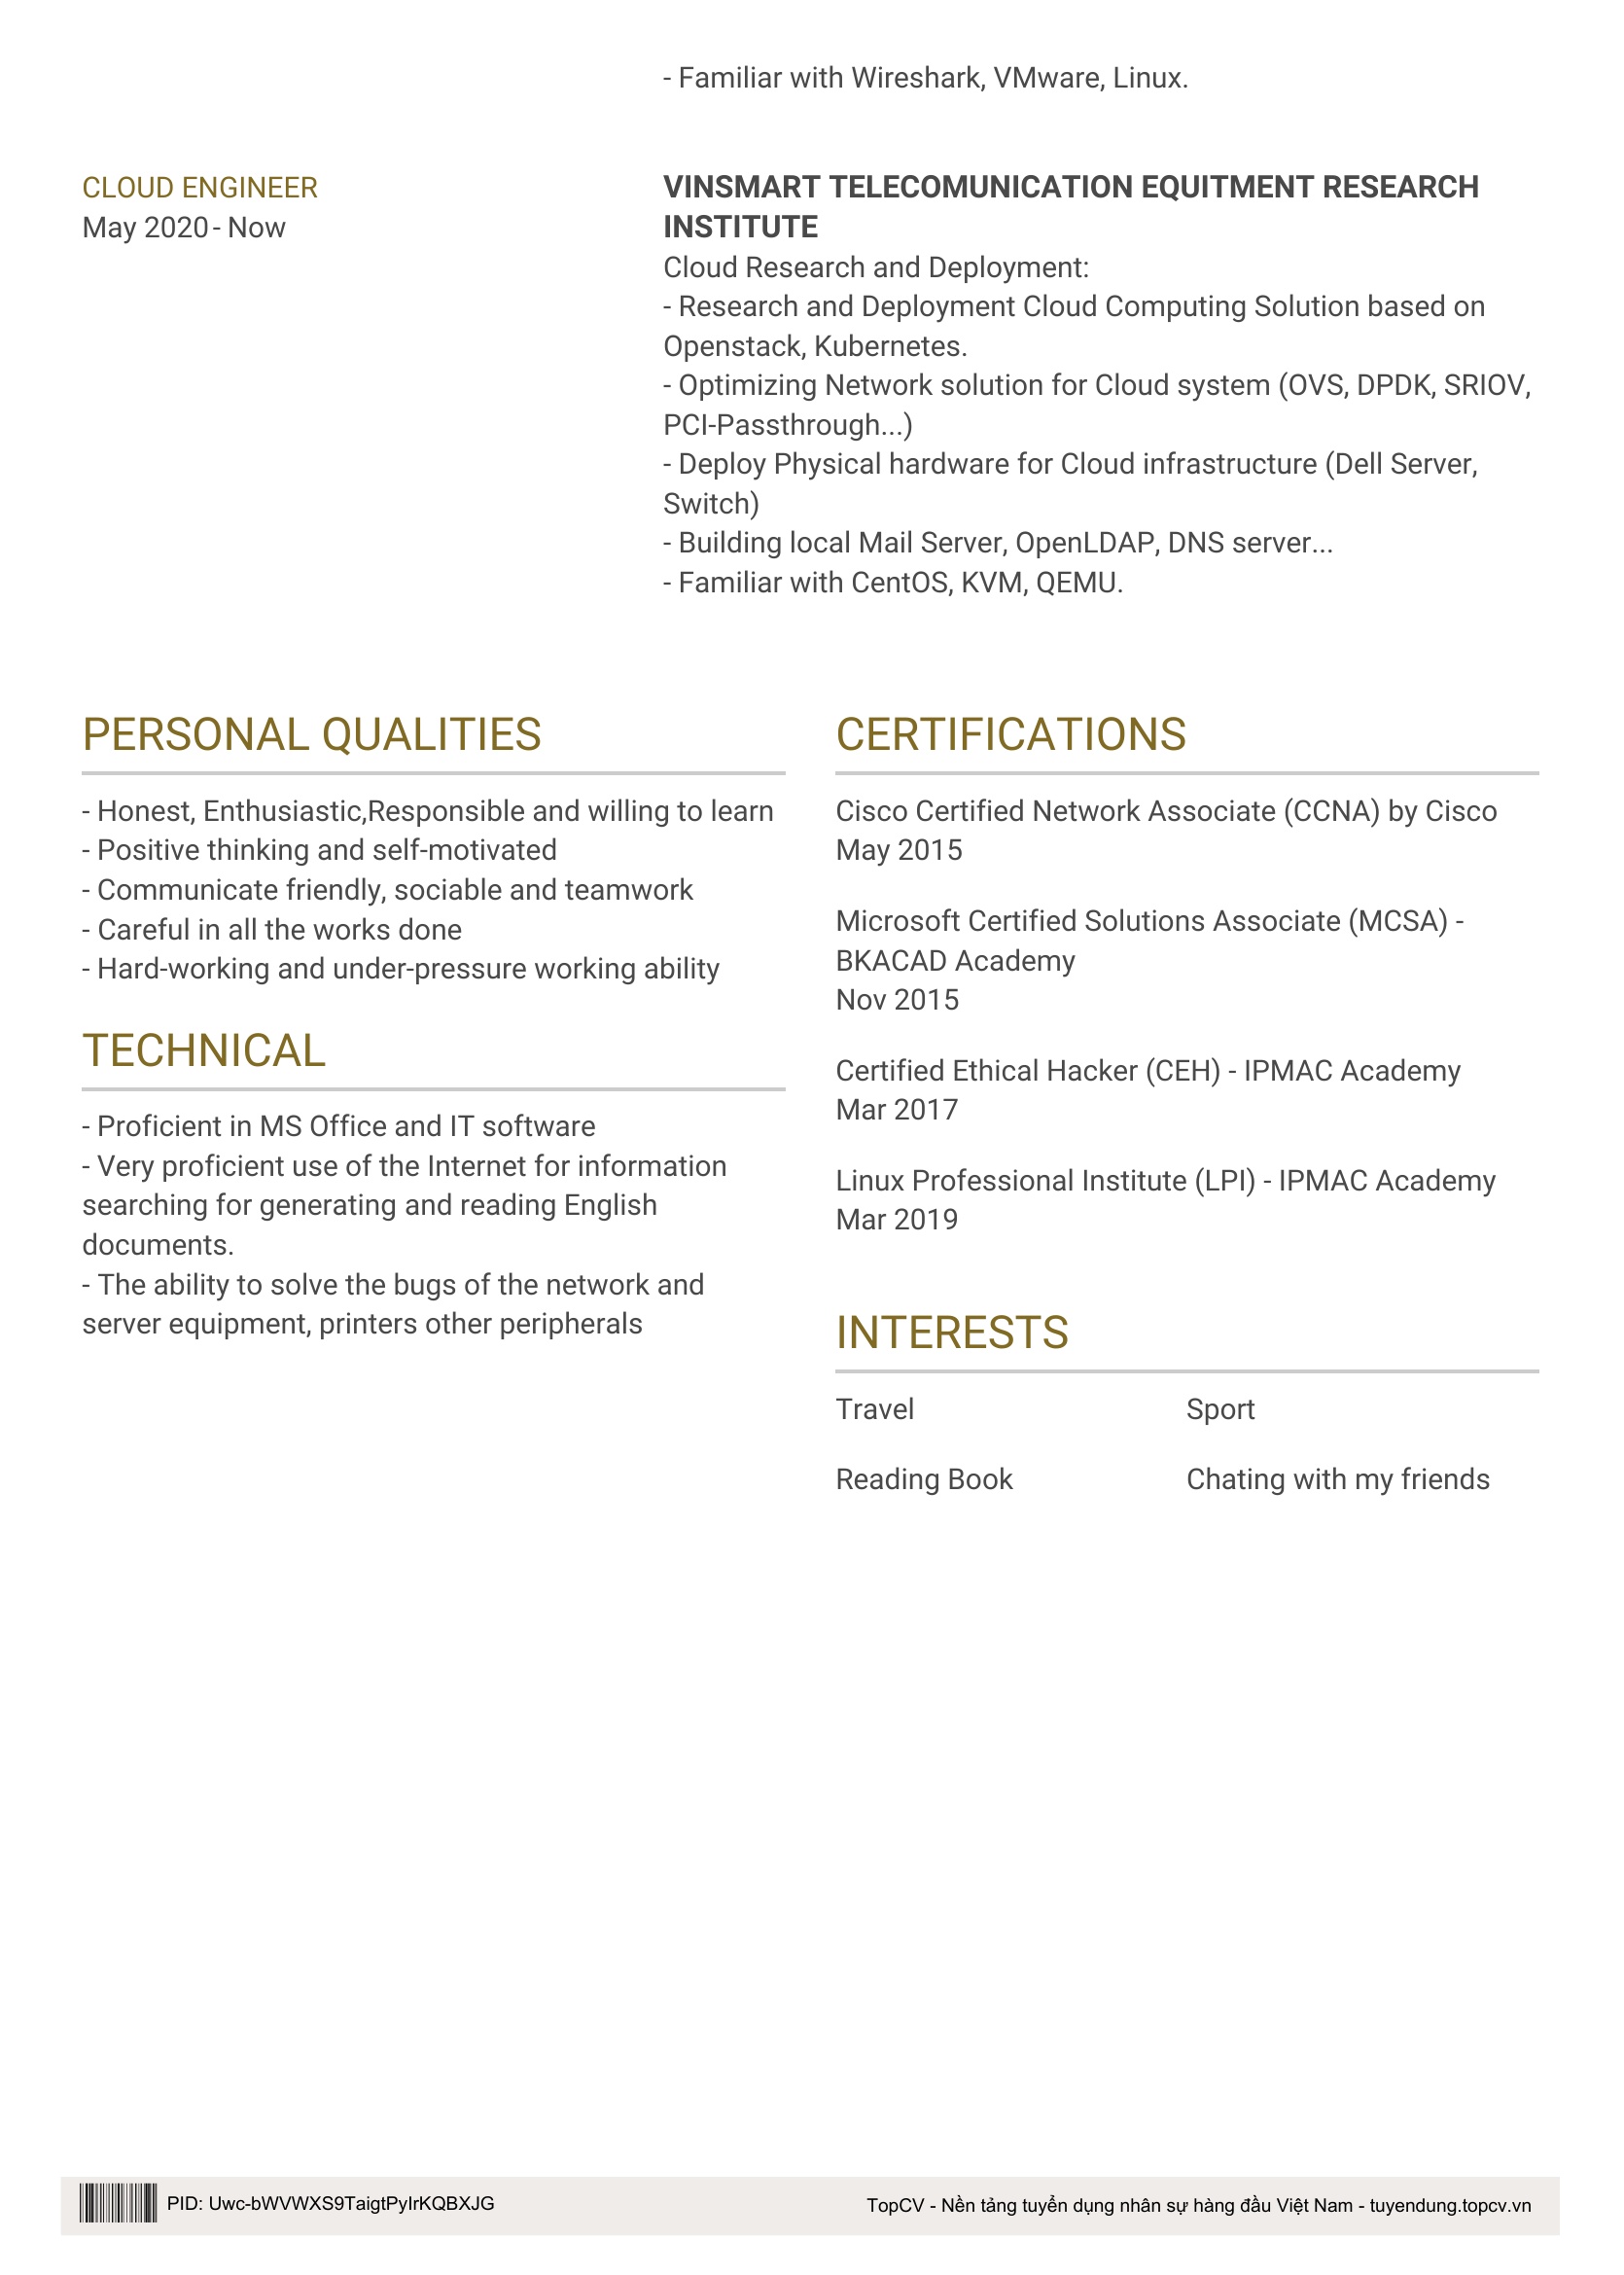 - Familiar with Wireshark, VMware, Linux.
CLOUD ENGINEER
May 2020 - Now
VINSMART TELECOMUNICATION EQUITMENT RESEARCH
INSTITUTE
Cloud Research and Deployment:
- Research and Deployment Cloud Computing Solution based on
Openstack, Kubernetes.
- Optimizing Network solution for Cloud system (OVS, DPDK, SRIOV,
PCI-Passthrough...)
- Deploy Physical hardware for Cloud infrastructure (Dell Server,
Switch)
- Building local Mail Server, OpenLDAP, DNS server...
- Familiar with CentOS, KVM, QEMU.
PERSONAL QUALITIES
- Honest, Enthusiastic,Responsible and willing to learn
- Positive thinking and self-motivated
- Communicate friendly, sociable and teamwork
- Careful in all the works done
- Hard-working and under-pressure working ability
TECHNICAL
- Proficient in MS Office and IT software
- Very proficient use of the Internet for information
searching for generating and reading English
documents.
- The ability to solve the bugs of the network and
server equipment, printers other peripherals
CERTIFICATIONS
Cisco Certified Network Associate (CCNA) by Cisco
May 2015
Microsoft Certified Solutions Associate (MCSA) -
BKACAD Academy
Nov 2015
Certified Ethical Hacker (CEH) - IPMAC Academy
Mar 2017
Linux Professional Institute (LPI) - IPMAC Academy
Mar 2019
INTERESTS
Travel
Sport
Reading Book
Chating with my friends
PID: Uwc-bWVWXS9TaigtPyIrKQBXJG
TopCV - Nền tảng tuyển dụng nhân sự hàng đầu Việt Nam - tuyendung.topcv.vn